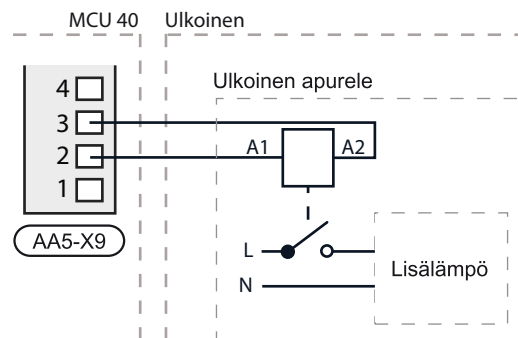 MCU 40 Ulkoinen
Ulkoinen apurele
4
3
2
1
A1 A2
AA5-X9
L
N
Lisälämpö